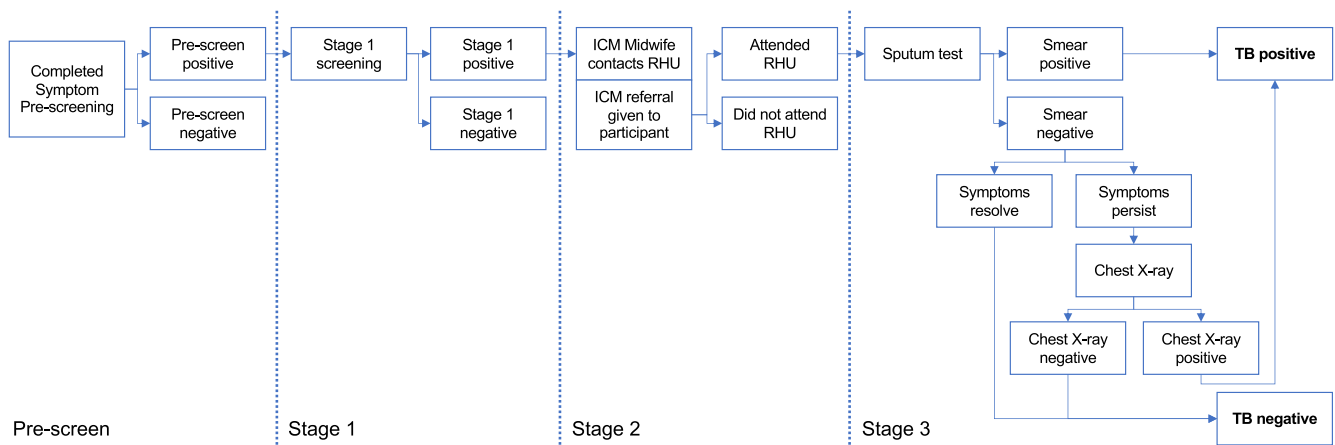 Completed
Symptom
Pre-screening
Pre-screen
positive
Pre-screen
negative
Pre-screen
Stage 1
screening
Stage 1
positive
Stage 1
negative
Stage 1
ICM Midwife
contacts RHU
ICM referral
given to
participant
Attended
RHU
Did not attend
RHU
Stage 2
Sputum test
Smear
positive
Smear
negative
Symptoms
resolve
Symptoms
persist
Chest X-ray
Chest X-ray
negative
Chest X-ray
positive
TB positive
TB negative
Stage 3